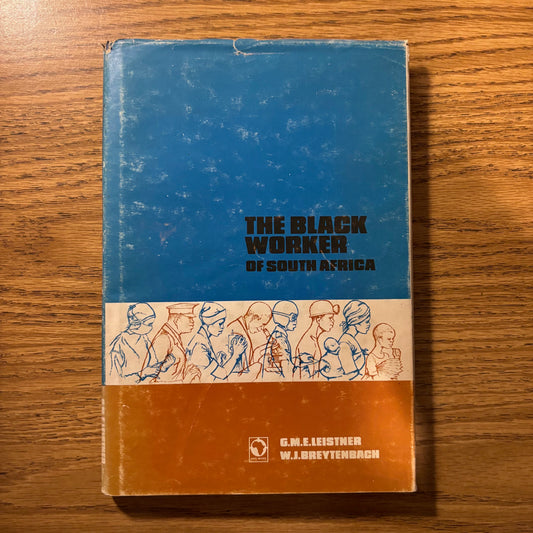 THE BLACK
WORKER
OF SOUTH AFRICA
G.M.E.LEISTNER
W.J.BREYTENBACH